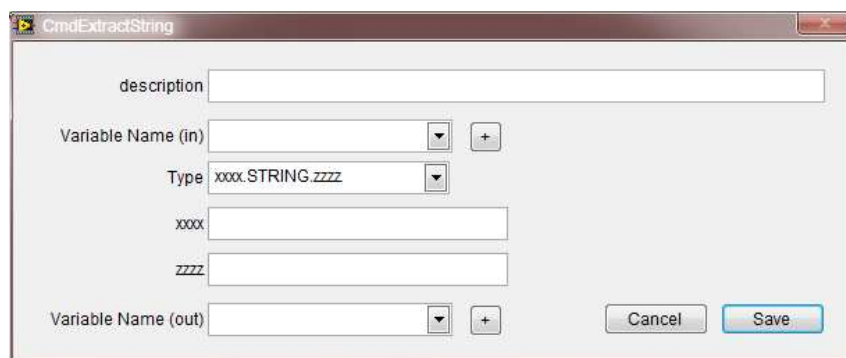 CmdExtractString
description
Variable Name (in)
+
Type xxxx.STRING.zzzz
xxxx
zzzz
Variable Name (out)
+
Cancel Save